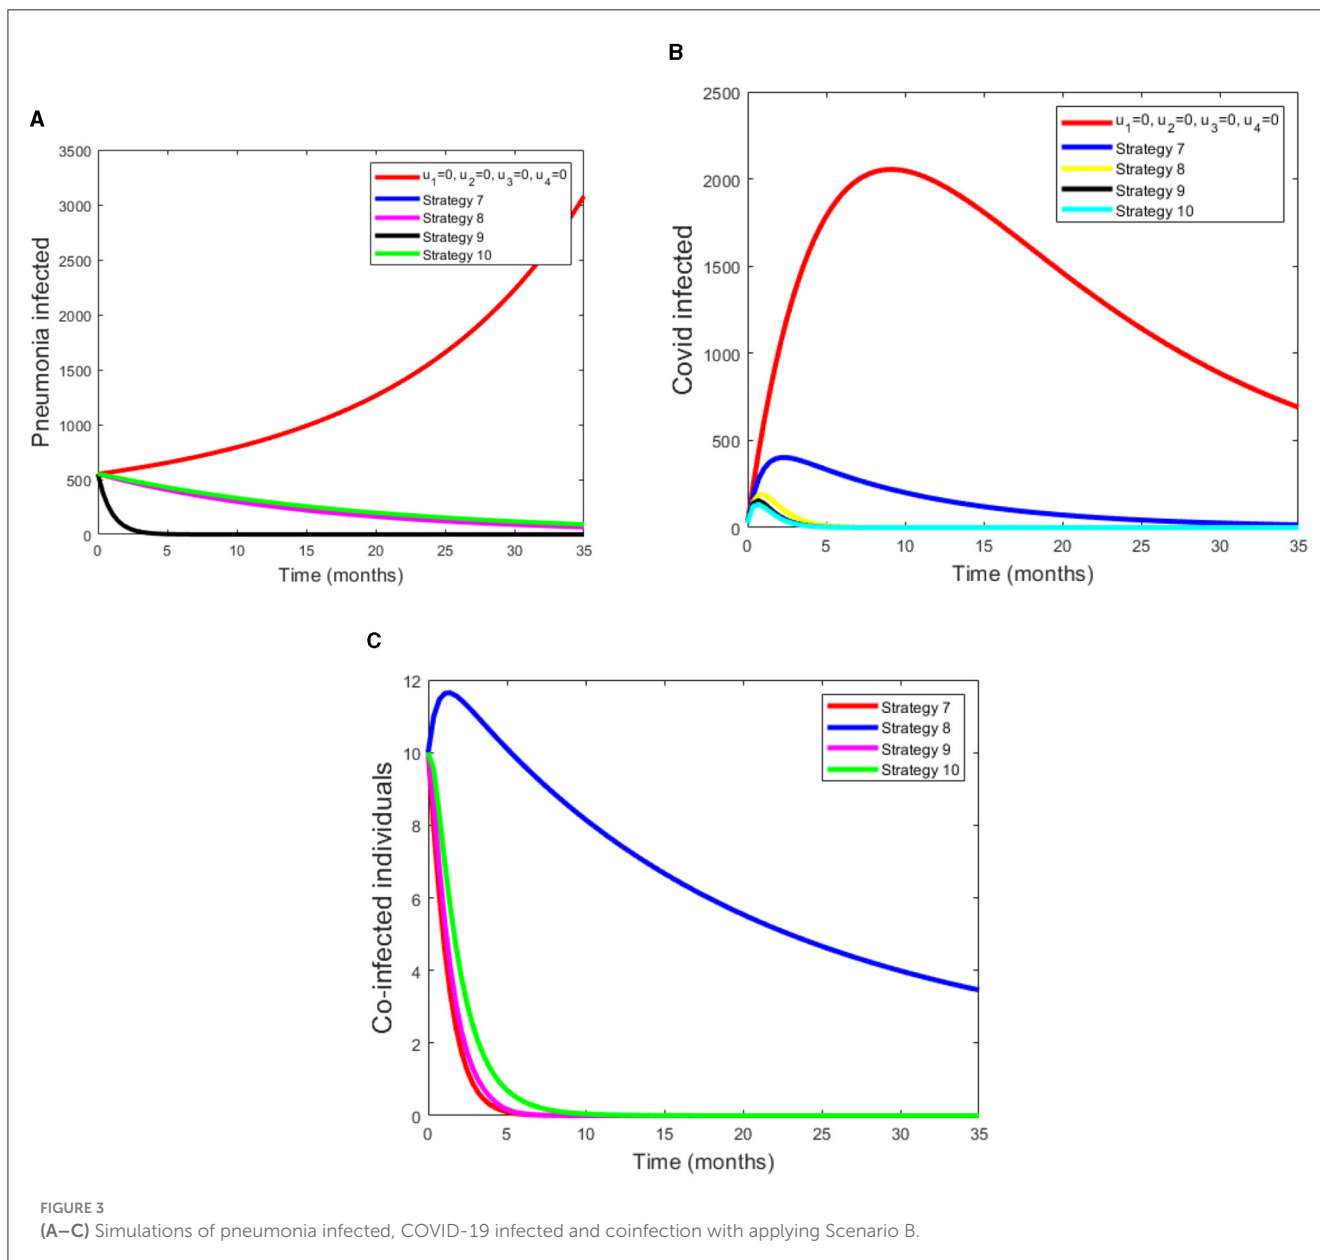 A
3500
3000
2500
2000
1500
1000
500
0
Pneumonia infected
u1=0, u2=0, u3=0, u4=0
Strategy 7
Strategy 8
Strategy 9
Strategy 10
0 5 10 15 20 25 30 35
Time (months)
B
2500
2000
1500
1000
500
0
Covid infected
u1=0, u2=0, u3=0, u4=0
Strategy 7
Strategy 8
Strategy 9
Strategy 10
0 5 10 15 20 25 30 35
Time (months)
C
12
10
8
6
4
2
0
Co-infected individuals
Strategy 7
Strategy 8
Strategy 9
Strategy 10
0 5 10 15 20 25 30 35
Time (months)
FIGURE 3
(A–C) Simulations of pneumonia infected, COVID-19 infected and coinfection with applying Scenario B.